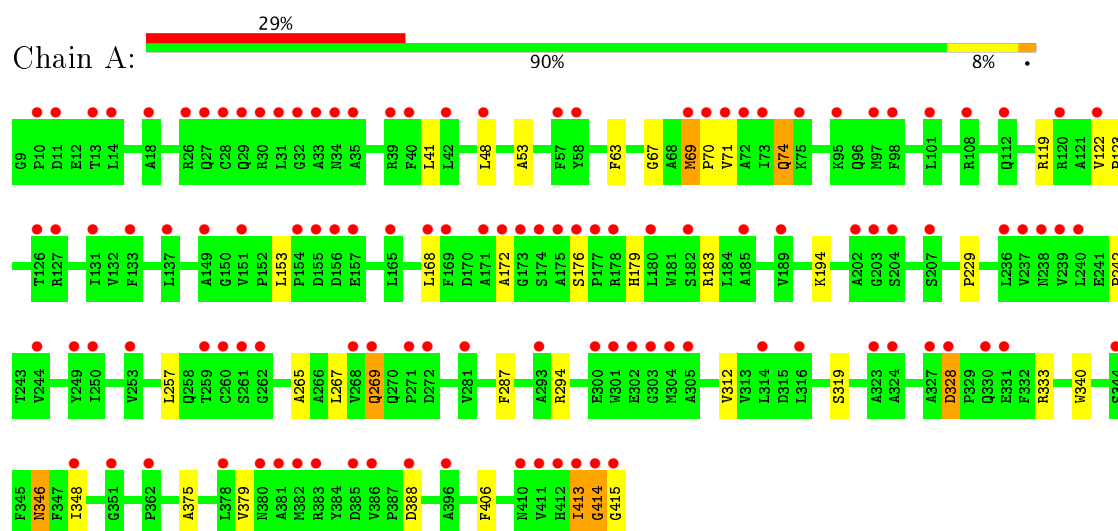 29%
Chain A:
90% 8% •
G9 P10 D11 E12 T13 L14 A18 R26 Q27 C28 Q29 R30 L31 G32 A33 N34 A35 R39 F40 L41 L42 L48 A53 F57 Y58 F63 G67 A68 M69 P70 V71 A72 I73 Q74 K75 K95 Q96 M97 F98 L101 R108 Q112 R119 R120 A121 V122 P123
T126 R127 I131 V132 F133 L137 A149 G150 V151 P152 L153 P154 D155 D156 E157 L165 L168 F169 D170 A171 A172 G173 S174 A175 S176 P177 R178 H179 L180 W181 S182 R183 L184 A185 V189 K194 A202 G203 S204 S207 P229 L236 V237 N238 V239 L240 E241 P242
T243 V244 Y249 I250 V253 L257 Q258 T259 C260 S261 G262 A265 A266 L267 V268 Q269 Q270 P271 D272 V281 F287 A293 R294 E300 W301 E302 G303 M304 A305 V312 V313 L314 D315 L316 S319 A323 A324 A327 D328 P329 Q330 E331 F332 R333 W340 S344
F345 N346 F347 I348 G351 P362 A375 L378 V379 N380 A381 M382 R383 Y384 D385 V386 P387 D388 A396 F406 N410 V411 H412 I413 G414 G415